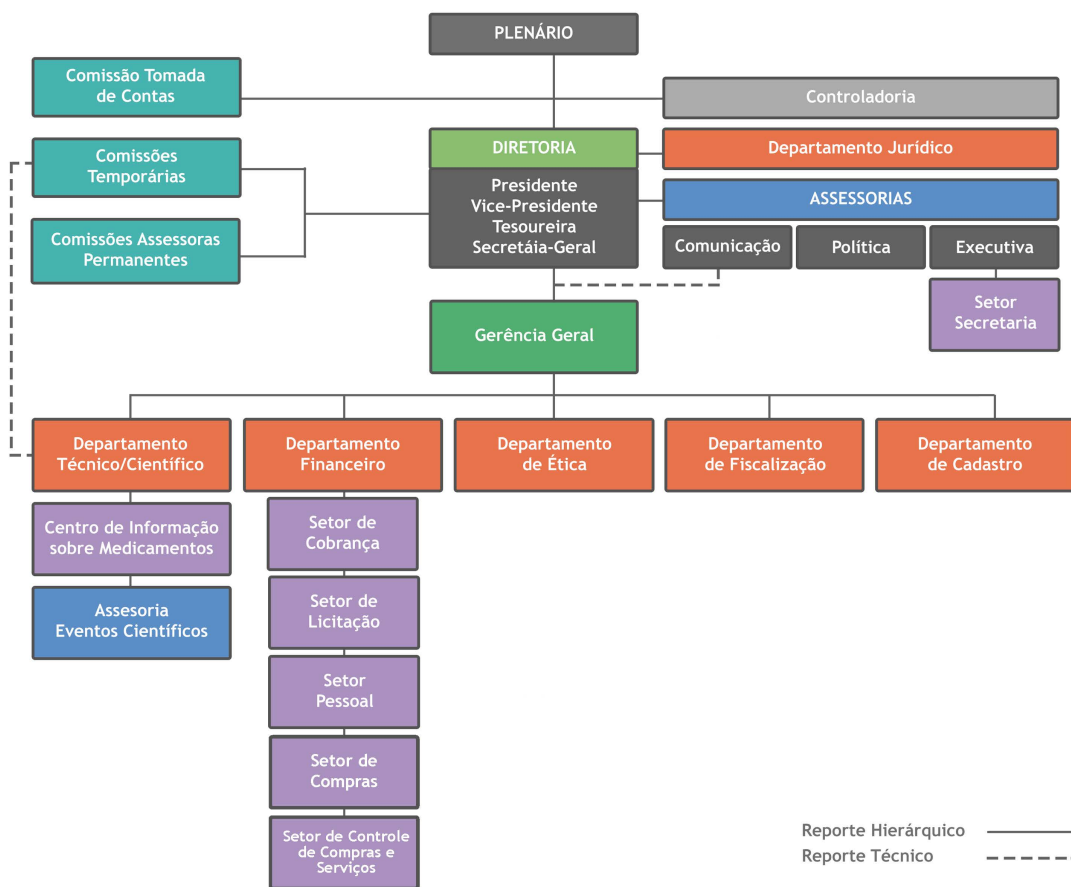 PLENÁRIO
Comissão Tomada
de Contas
Controladoria
Comissões
Temporárias
DIRETORIA
Departamento Jurídico
Presidente
Vice-Presidente
Tesoureira
Secretáia-Geral
ASSESSORIAS
Comissões Assessoras
Permanentes
Comunicação
Política
Executiva
Setor
Secretaria
Gerência Geral
Departamento
Técnico/Científico
Departamento
Financeiro
Departamento
de Ética
Departamento
de Fiscalização
Departamento
de Cadastro
Centro de Informação
sobre Medicamentos
Assesoria
Eventos Científicos
Setor de
Cobrança
Setor de
Licitação
Setor
Pessoal
Setor de
Compras
Setor de Controle
de Compras e
Serviços
Reporte Hierárquico
Reporte Técnico